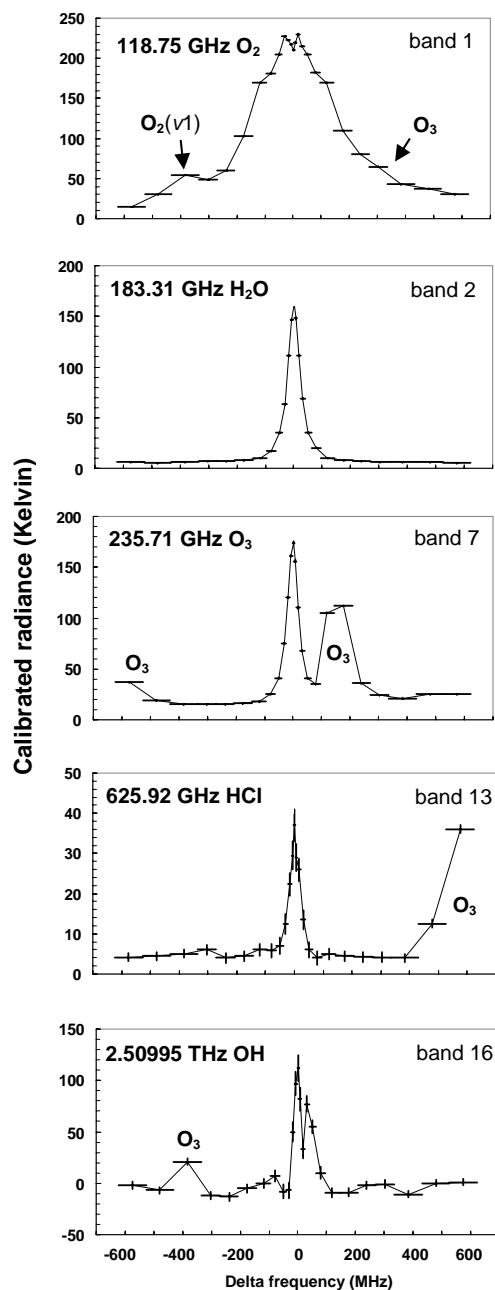 Calibrated radiance (Kelvin)
118.75 GHz O₂
band 1
O₂(v1)
O₃
250
200
150
100
50
0
183.31 GHz H₂O
band 2
200
150
100
50
0
235.71 GHz O₃
band 7
O₃
O₃
200
150
100
50
0
625.92 GHz HCl
band 13
O₃
50
40
30
20
10
0
2.50995 THz OH
band 16
O₃
150
100
50
0
-50
-600 -400 -200 0 200 400 600
Delta frequency (MHz)